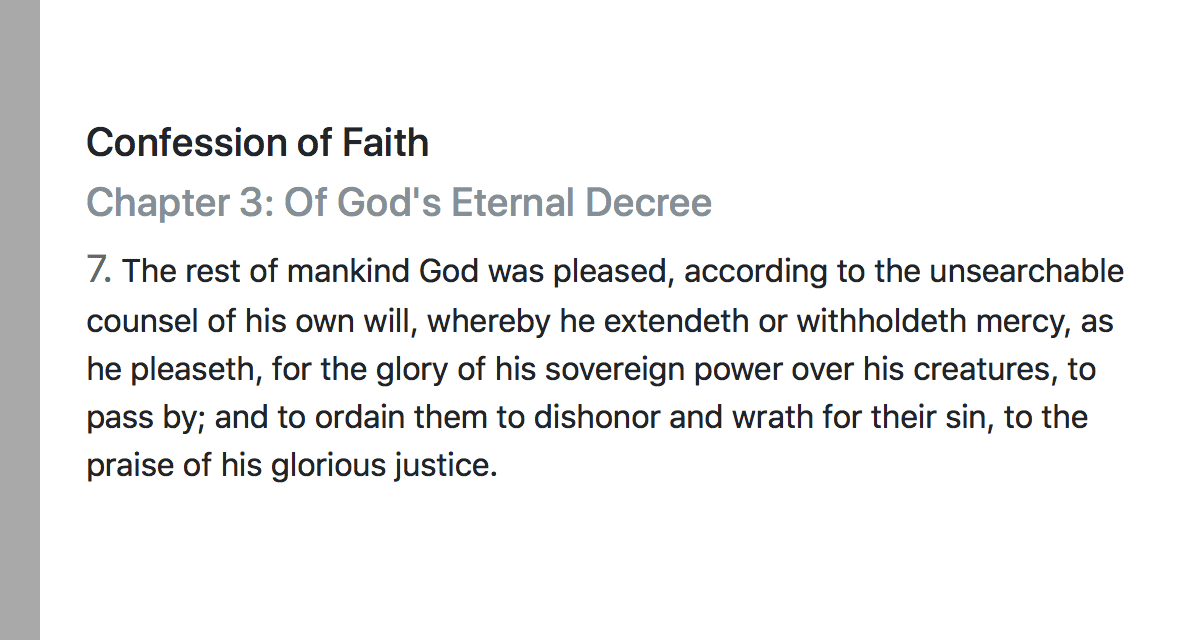 Confession of Faith
Chapter 3: Of God's Eternal Decree
7. The rest of mankind God was pleased, according to the unsearchable
counsel of his own will, whereby he extendeth or withholdeth mercy, as
he pleaseth, for the glory of his sovereign power over his creatures, to
pass by; and to ordain them to dishonor and wrath for their sin, to the
praise of his glorious justice.